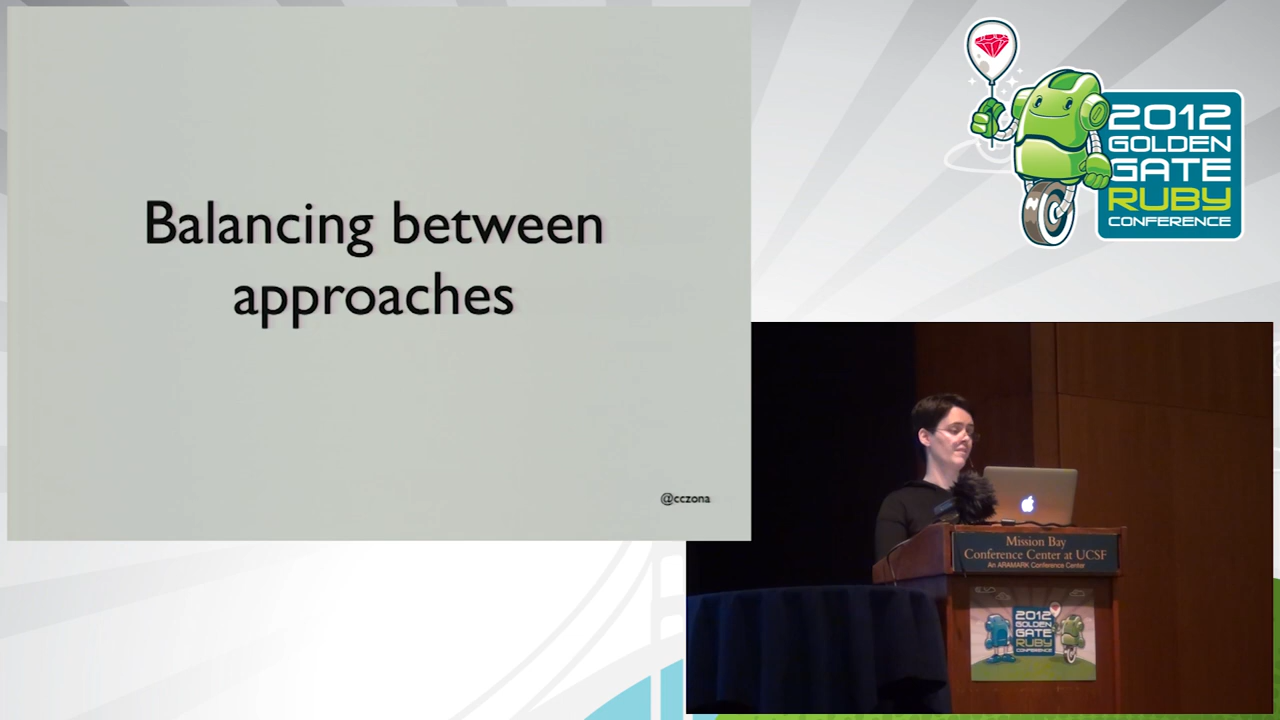 Balancing between
approaches
@cczona
2012
GOLDEN
GATE
RUBY
CONFERENCE
Mission Bay
Conference Center at UCSF
An ARAMARK Conference Center
2012
GOLDEN
GATE
RUBY
CONFERENCE